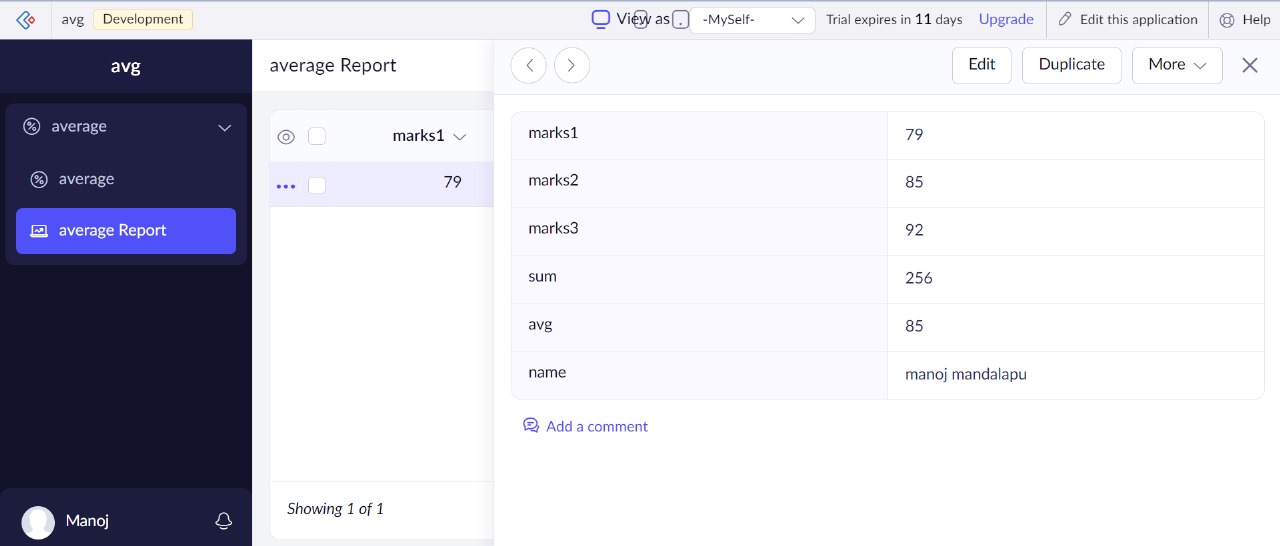 avg Development View as -MySelf- Trial expires in 11 days Upgrade Edit this application Help
avg
average
average
average Report
Manoj
average Report
marks1
79
Showing 1 of 1
Edit Duplicate More
marks1 79
marks2 85
marks3 92
sum 256
avg 85
name manoj mandalapu
Add a comment